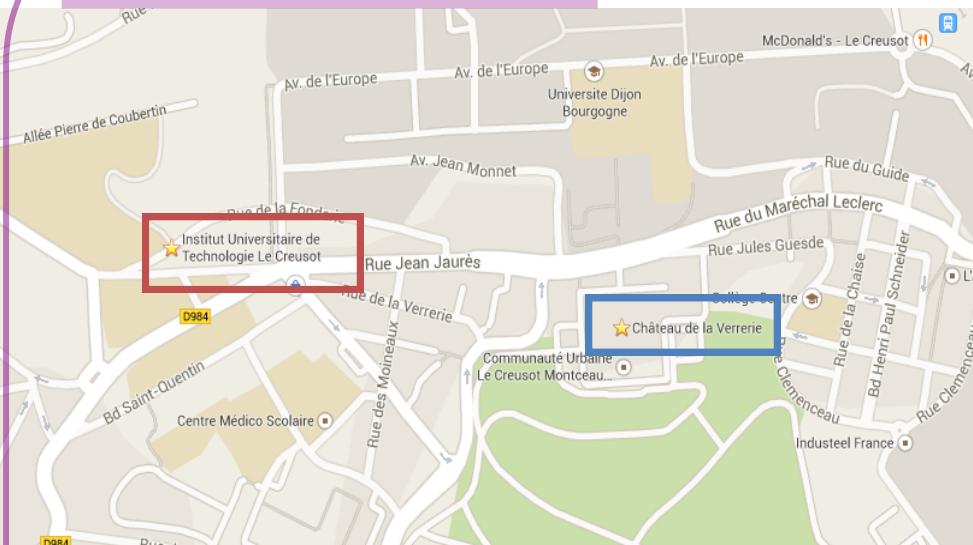 Rue
McDonald's - Le Creusot
Av. de l'Europe
Av. de l'Europe
Av. de l'Europe
Universite Dijon
Bourgogne
Allée Pierre de Coubertin
Av. Jean Monnet
Rue du Guide
Rue de la Fonderie
Rue du Maréchal Leclerc
Institut Universitaire de
Technologie Le Creusot
Rue Jean Jaurès
Rue Jules Guesde
L'
Rue de la Verrerie
Collège Centre
D984
Château de la Verrerie
Rue de la Chaise
Bd Henri Paul Schneider
Communauté Urbaine
Le Creusot Montceau...
Bd Saint-Quentin
Rue des Moineaux
Rue Clemenceau
Rue Clemenceau
Centre Médico Scolaire
Industeel France
D984